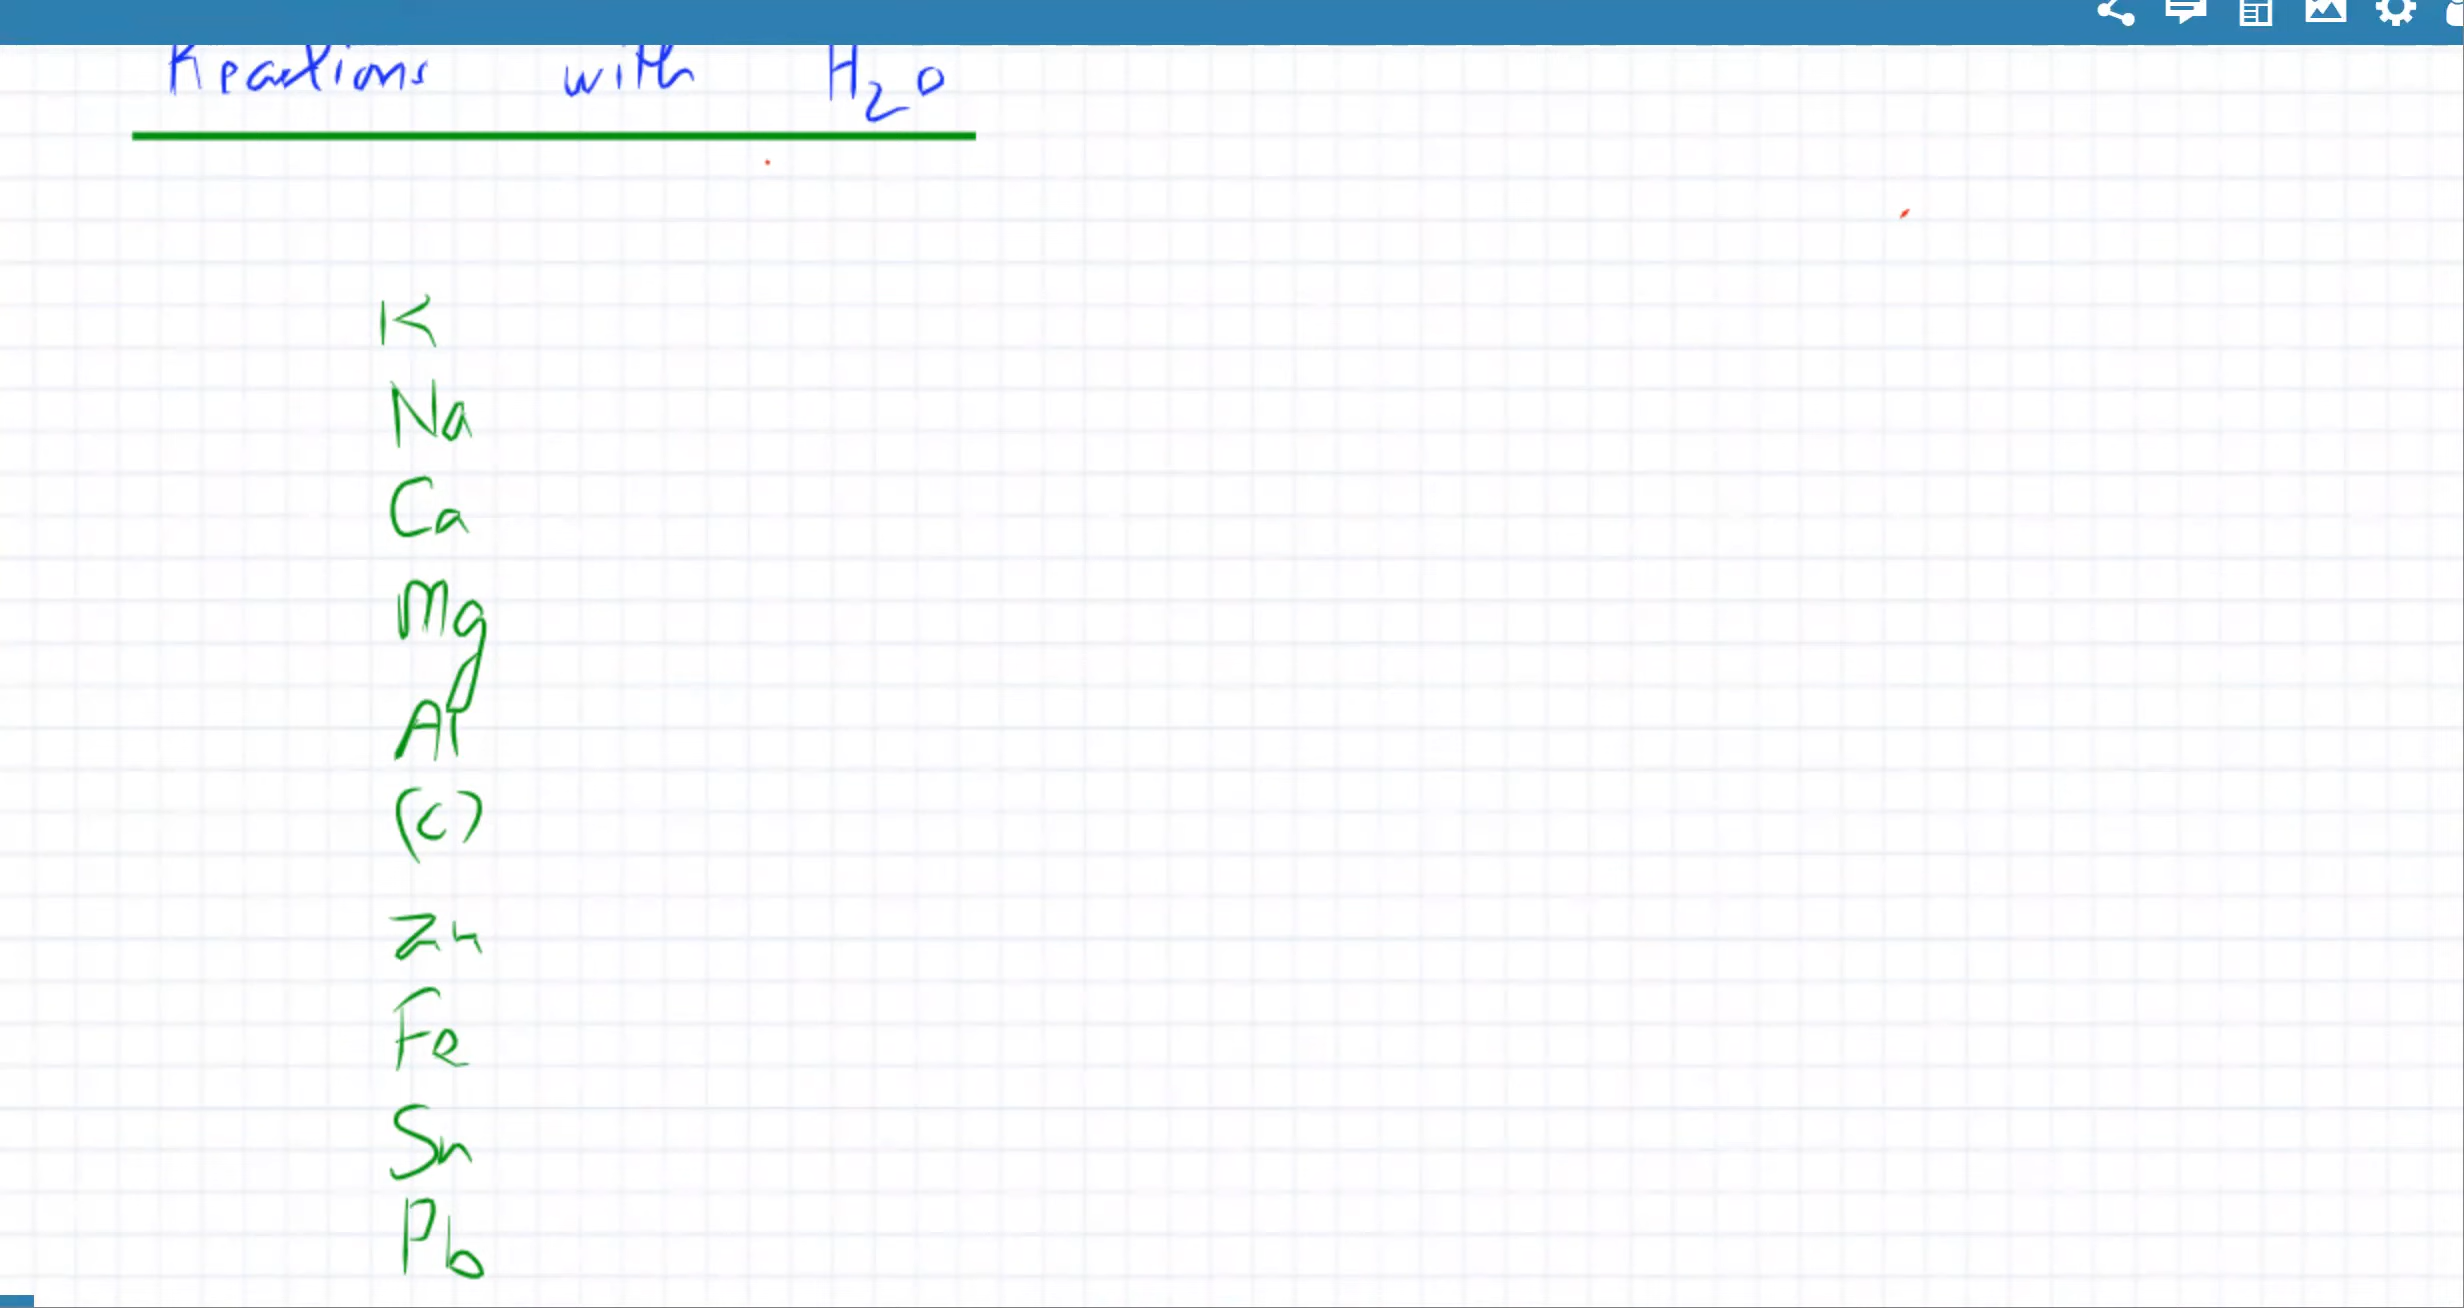 Reactions with H₂O
K
Na
Ca
Mg
Al
(C)
Zn
Fe
Sn
Pb